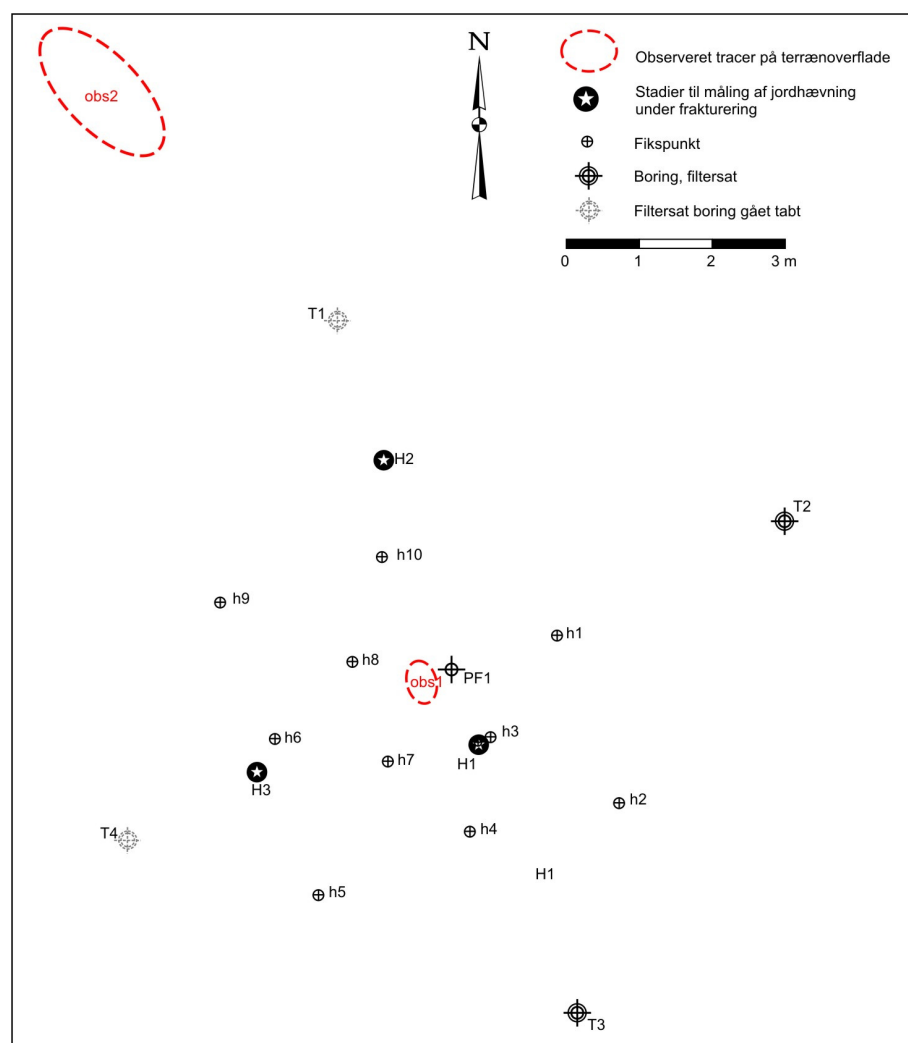 N
Observeret tracer på terrænoverflade
obs2
Stadier til måling af jordhævning
under frakturering
Fikspunkt
Boring, filtersat
Filtersat boring gået tabt
0 1 2 3 m
T1
H2
T2
h10
h9
h1
h8
obs1
PF1
h6
h3
h7
H1
H3
h2
T4
h4
H1
h5
T3